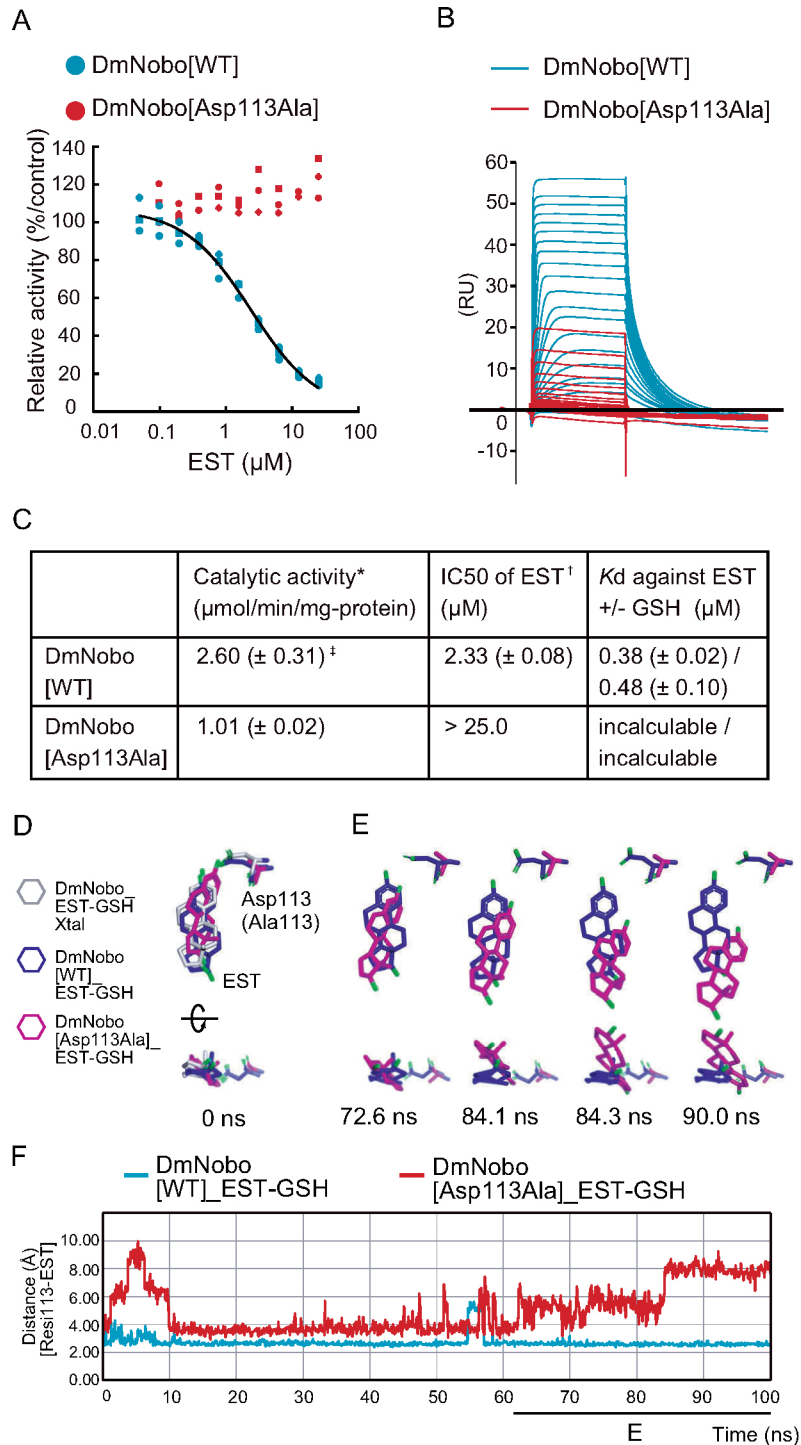 A
DmNobo[WT]
DmNobo[Asp113Ala]
Relative activity (%/control)
140
120
100
80
60
40
20
0
0.01
0.1
1
10
100
EST (µM)
B
DmNobo[WT]
DmNobo[Asp113Ala]
(RU)
60
50
40
30
20
10
0
-10
C
Catalytic activity*
(µmol/min/mg-protein)
IC50 of EST†
(µM)
Kd against EST
+/- GSH (µM)
DmNobo
[WT]
2.60 (± 0.31) ‡
2.33 (± 0.08)
0.38 (± 0.02) /
0.48 (± 0.10)
DmNobo
[Asp113Ala]
1.01 (± 0.02)
> 25.0
incalculable /
incalculable
D
DmNobo_
EST-GSH
Xtal
DmNobo
[WT]_
EST-GSH
DmNobo
[Asp113Ala]_
EST-GSH
Asp113
(Ala113)
EST
0 ns
E
72.6 ns
84.1 ns
84.3 ns
90.0 ns
F
DmNobo
[WT]_EST-GSH
DmNobo
[Asp113Ala]_EST-GSH
Distance (Å)
[Resi113-EST]
10.00
8.00
6.00
4.00
2.00
0.00
0
10
20
30
40
50
60
70
80
90
100
E
Time (ns)